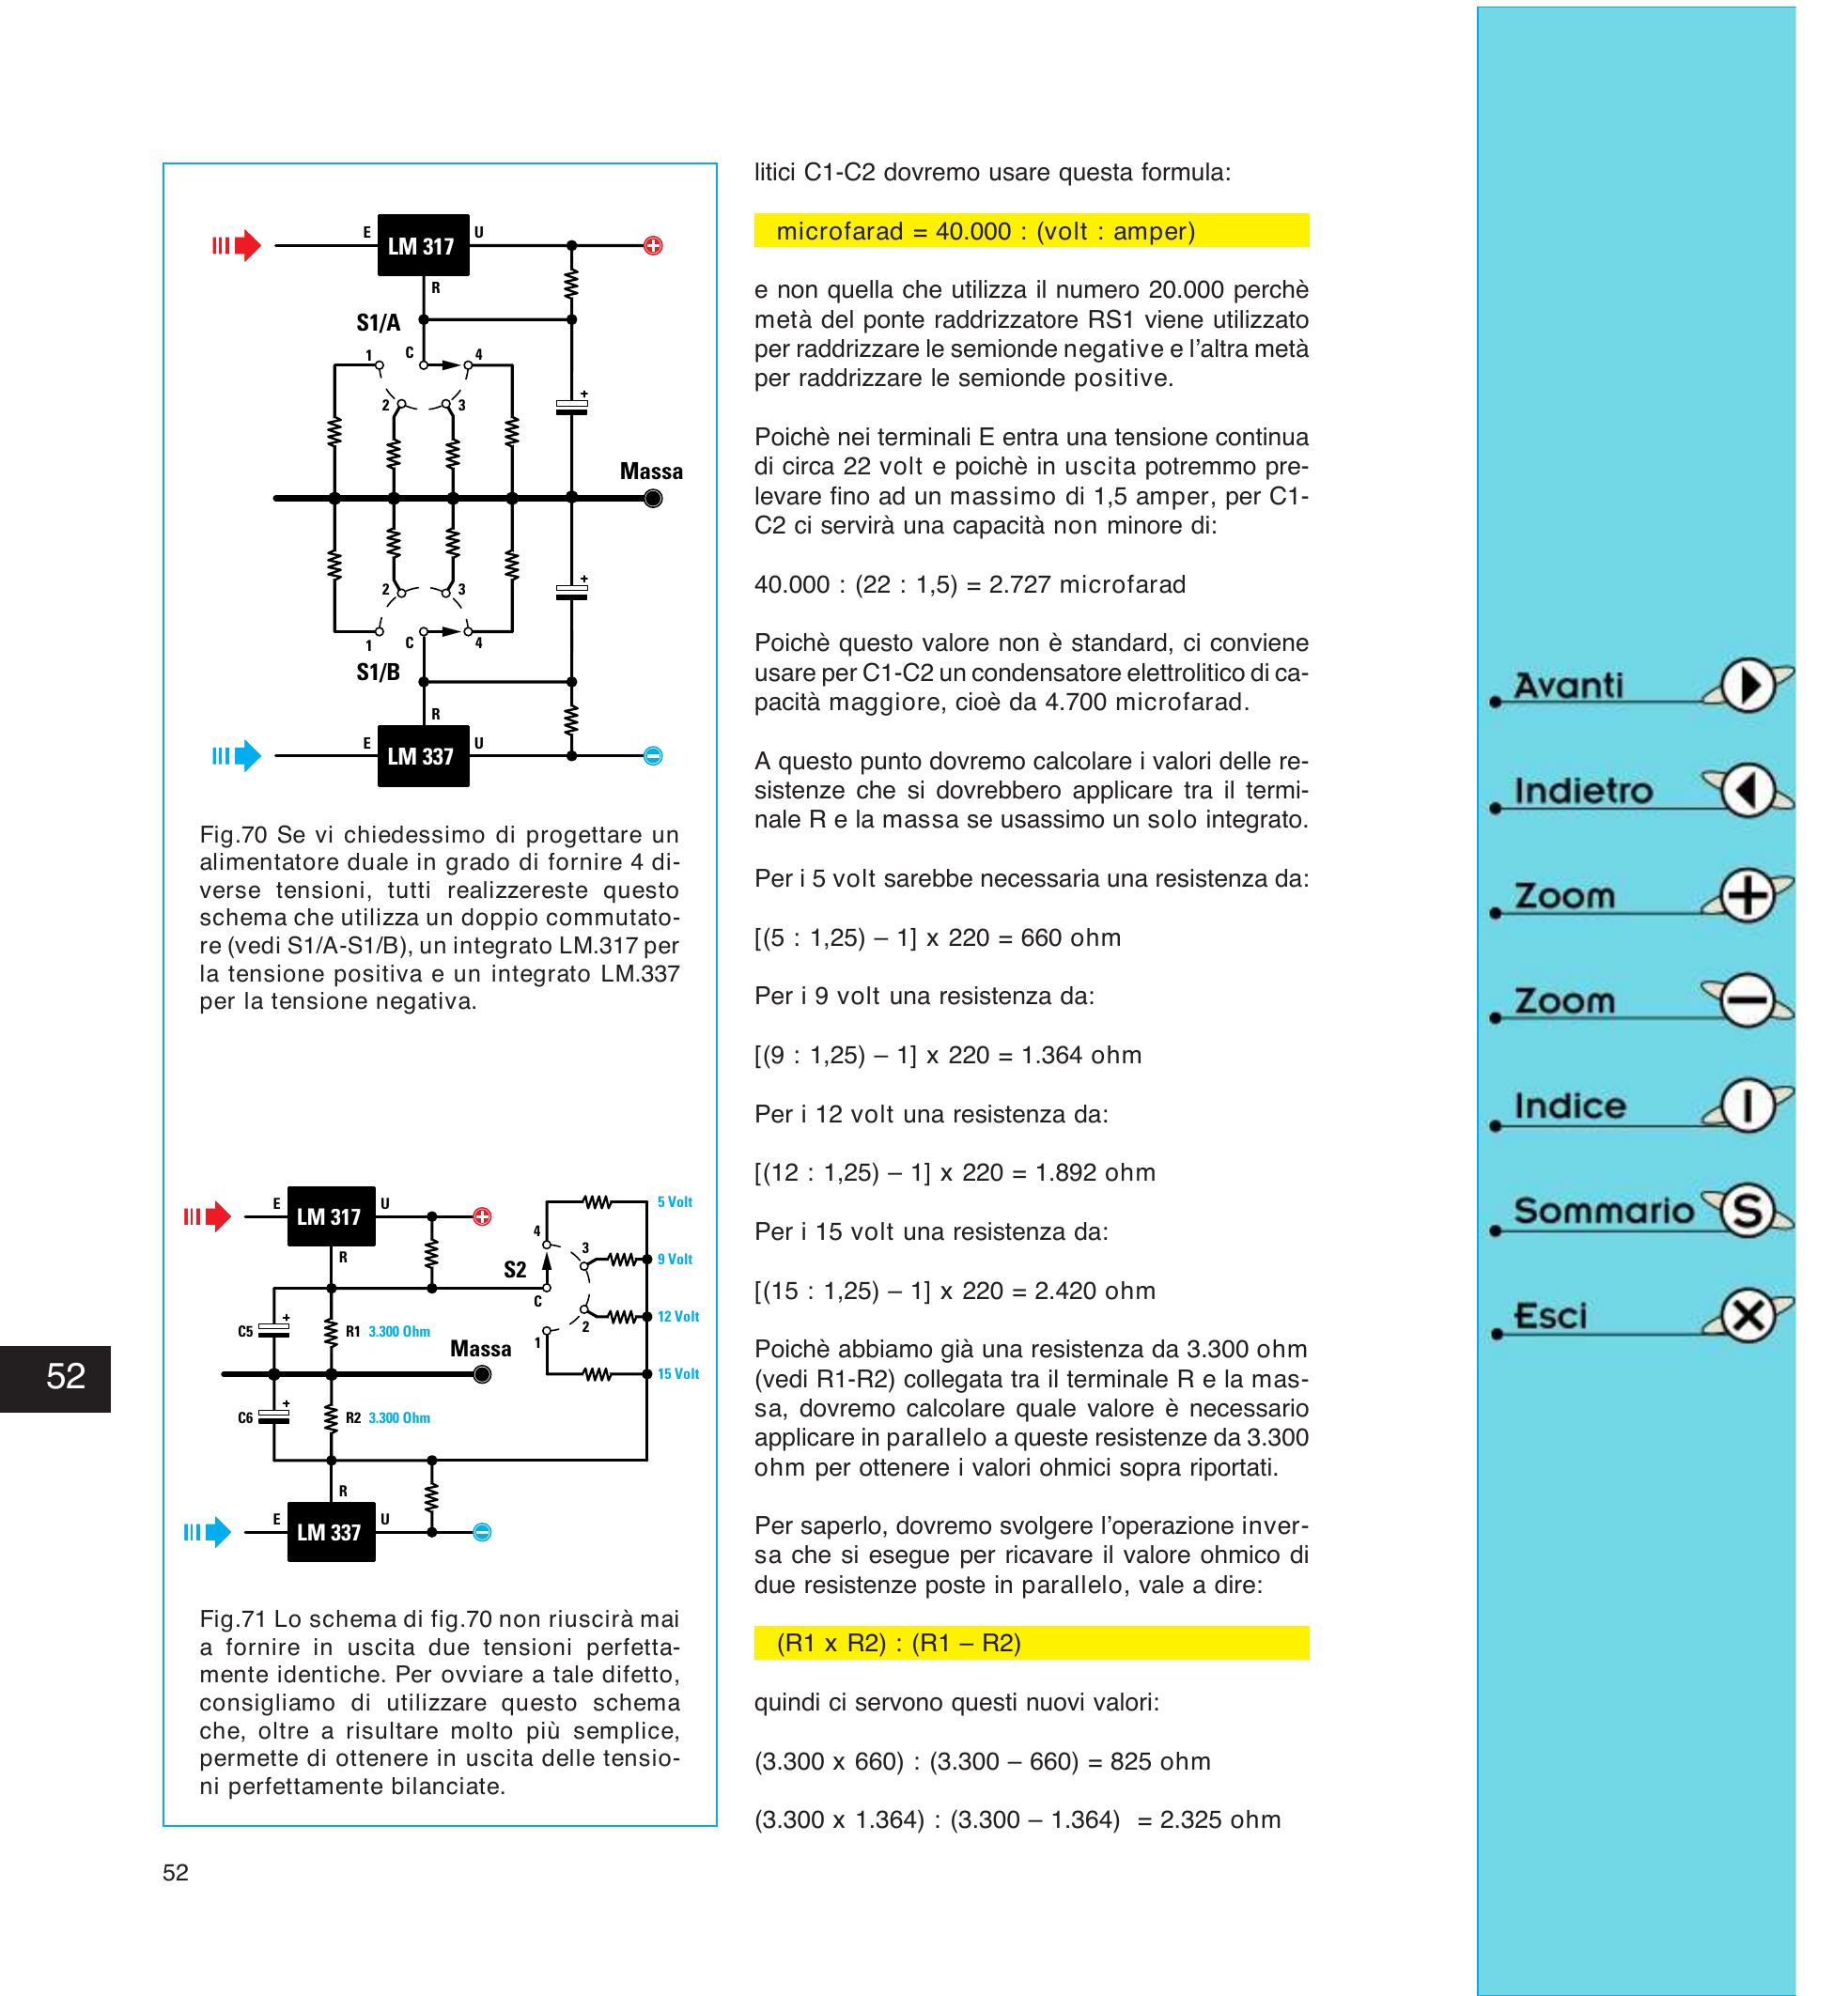 E
LM 317
U
R
S1/A
1
C
4
2
3
+
Massa
+
2
3
1
C
4
S1/B
R
E
LM 337
U
Fig.70 Se vi chiedessimo di progettare un
alimentatore duale in grado di fornire 4 di-
verse tensioni, tutti realizzereste questo
schema che utilizza un doppio commutato-
re (vedi S1/A-S1/B), un integrato LM.317 per
la tensione positiva e un integrato LM.337
per la tensione negativa.
E
LM 317
U
5 Volt
4
R
3
S2
9 Volt
C
+
C5
R1 3.300 Ohm
Massa
1
2
12 Volt
15 Volt
+
C6
R2 3.300 Ohm
R
E
LM 337
U
Fig.71 Lo schema di fig.70 non riuscirà mai
a fornire in uscita due tensioni perfetta-
mente identiche. Per ovviare a tale difetto,
consigliamo di utilizzare questo schema
che, oltre a risultare molto più semplice,
permette di ottenere in uscita delle tensio-
ni perfettamente bilanciate.
litici C1-C2 dovremo usare questa formula:
microfarad = 40.000 : (volt : amper)
e non quella che utilizza il numero 20.000 perchè
metà del ponte raddrizzatore RS1 viene utilizzato
per raddrizzare le semionde negative e l'altra metà
per raddrizzare le semionde positive.
Poichè nei terminali E entra una tensione continua
di circa 22 volt e poichè in uscita potremmo pre-
levare fino ad un massimo di 1,5 amper, per C1-
C2 ci servirà una capacità non minore di:
40.000 : (22 : 1,5) = 2.727 microfarad
Poichè questo valore non è standard, ci conviene
usare per C1-C2 un condensatore elettrolitico di ca-
pacità maggiore, cioè da 4.700 microfarad.
A questo punto dovremo calcolare i valori delle re-
sistenze che si dovrebbero applicare tra il termi-
nale R e la massa se usassimo un solo integrato.
Per i 5 volt sarebbe necessaria una resistenza da:
[(5 : 1,25) – 1] x 220 = 660 ohm
Per i 9 volt una resistenza da:
[(9 : 1,25) – 1] x 220 = 1.364 ohm
Per i 12 volt una resistenza da:
[(12 : 1,25) – 1] x 220 = 1.892 ohm
Per i 15 volt una resistenza da:
[(15 : 1,25) – 1] x 220 = 2.420 ohm
Poichè abbiamo già una resistenza da 3.300 ohm
(vedi R1-R2) collegata tra il terminale R e la mas-
sa, dovremo calcolare quale valore è necessario
applicare in parallelo a queste resistenze da 3.300
ohm per ottenere i valori ohmici sopra riportati.
Per saperlo, dovremo svolgere l'operazione inver-
sa che si esegue per ricavare il valore ohmico di
due resistenze poste in parallelo, vale a dire:
(R1 x R2) : (R1 – R2)
quindi ci servono questi nuovi valori:
(3.300 x 660) : (3.300 – 660) = 825 ohm
(3.300 x 1.364) : (3.300 – 1.364) = 2.325 ohm
52
52
Avanti
Indietro
Zoom +
Zoom –
Indice I
Sommario S
Esci X